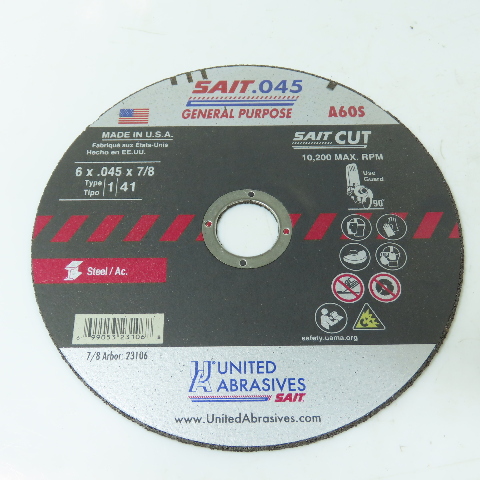 SAIT.045
GENERAL PURPOSE
A60S
MADE IN U.S.A.
Fabriqué aux États-Unis
Hecho en EE.UU.
SAIT CUT
10,200 MAX. RPM
6 x .045 x 7/8
Type
Tipo
1 41
Use
Guard
90°
Steel / Ac.
safety.uama.org
7/8 Arbor: 23106
UNITED
ABRASIVES
SAIT
www.UnitedAbrasives.com